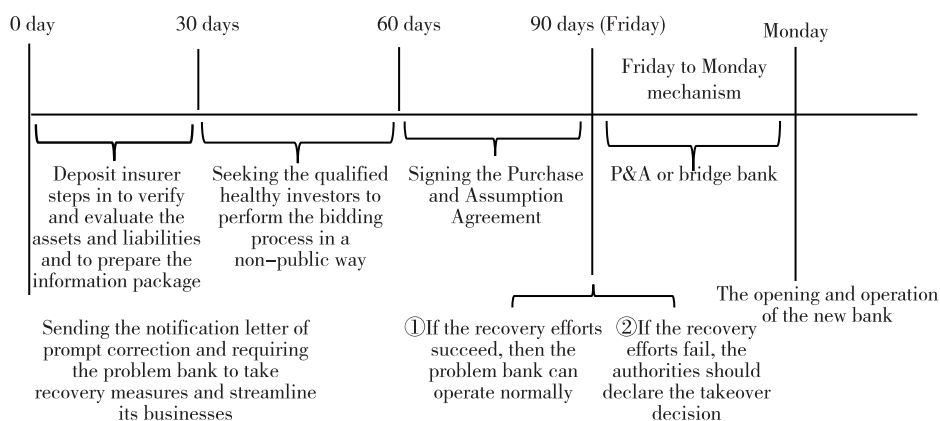 0 day
30 days
60 days
90 days (Friday)
Monday
Friday to Monday
mechanism
Deposit insurer
steps in to verify
and evaluate the
assets and liabilities
and to prepare the
information package
Seeking the qualified
healthy investors to
perform the bidding
process in a
non-public way
Signing the Purchase
and Assumption
Agreement
P&A or bridge bank
The opening and operation
of the new bank
Sending the notification letter of
prompt correction and requiring
the problem bank to take
recovery measures and streamline
its businesses
①If the recovery efforts
succeed, then the
problem bank can
operate normally
②If the recovery
efforts fail, the
authorities should
declare the takeover
decision